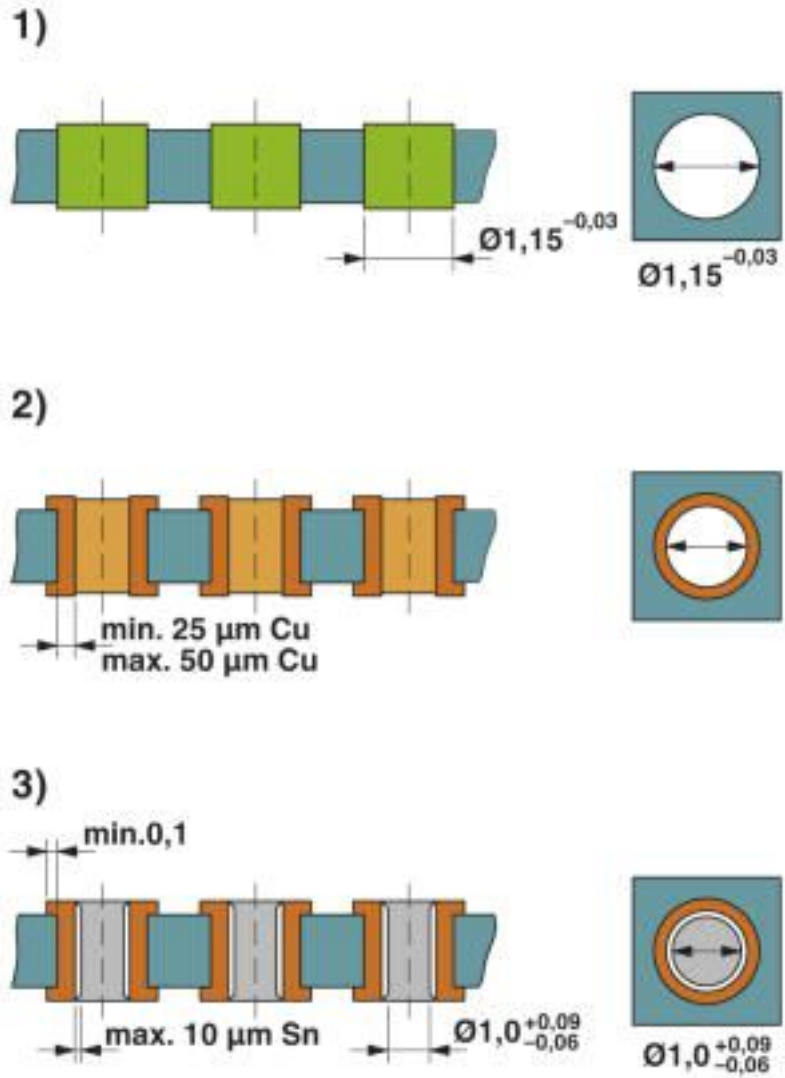 1)
Ø1,15 −0,03
Ø1,15 −0,03
2)
min. 25 µm Cu
max. 50 µm Cu
3)
min.0,1
max. 10 µm Sn
Ø1,0 +0,09 −0,06
Ø1,0 +0,09 −0,06